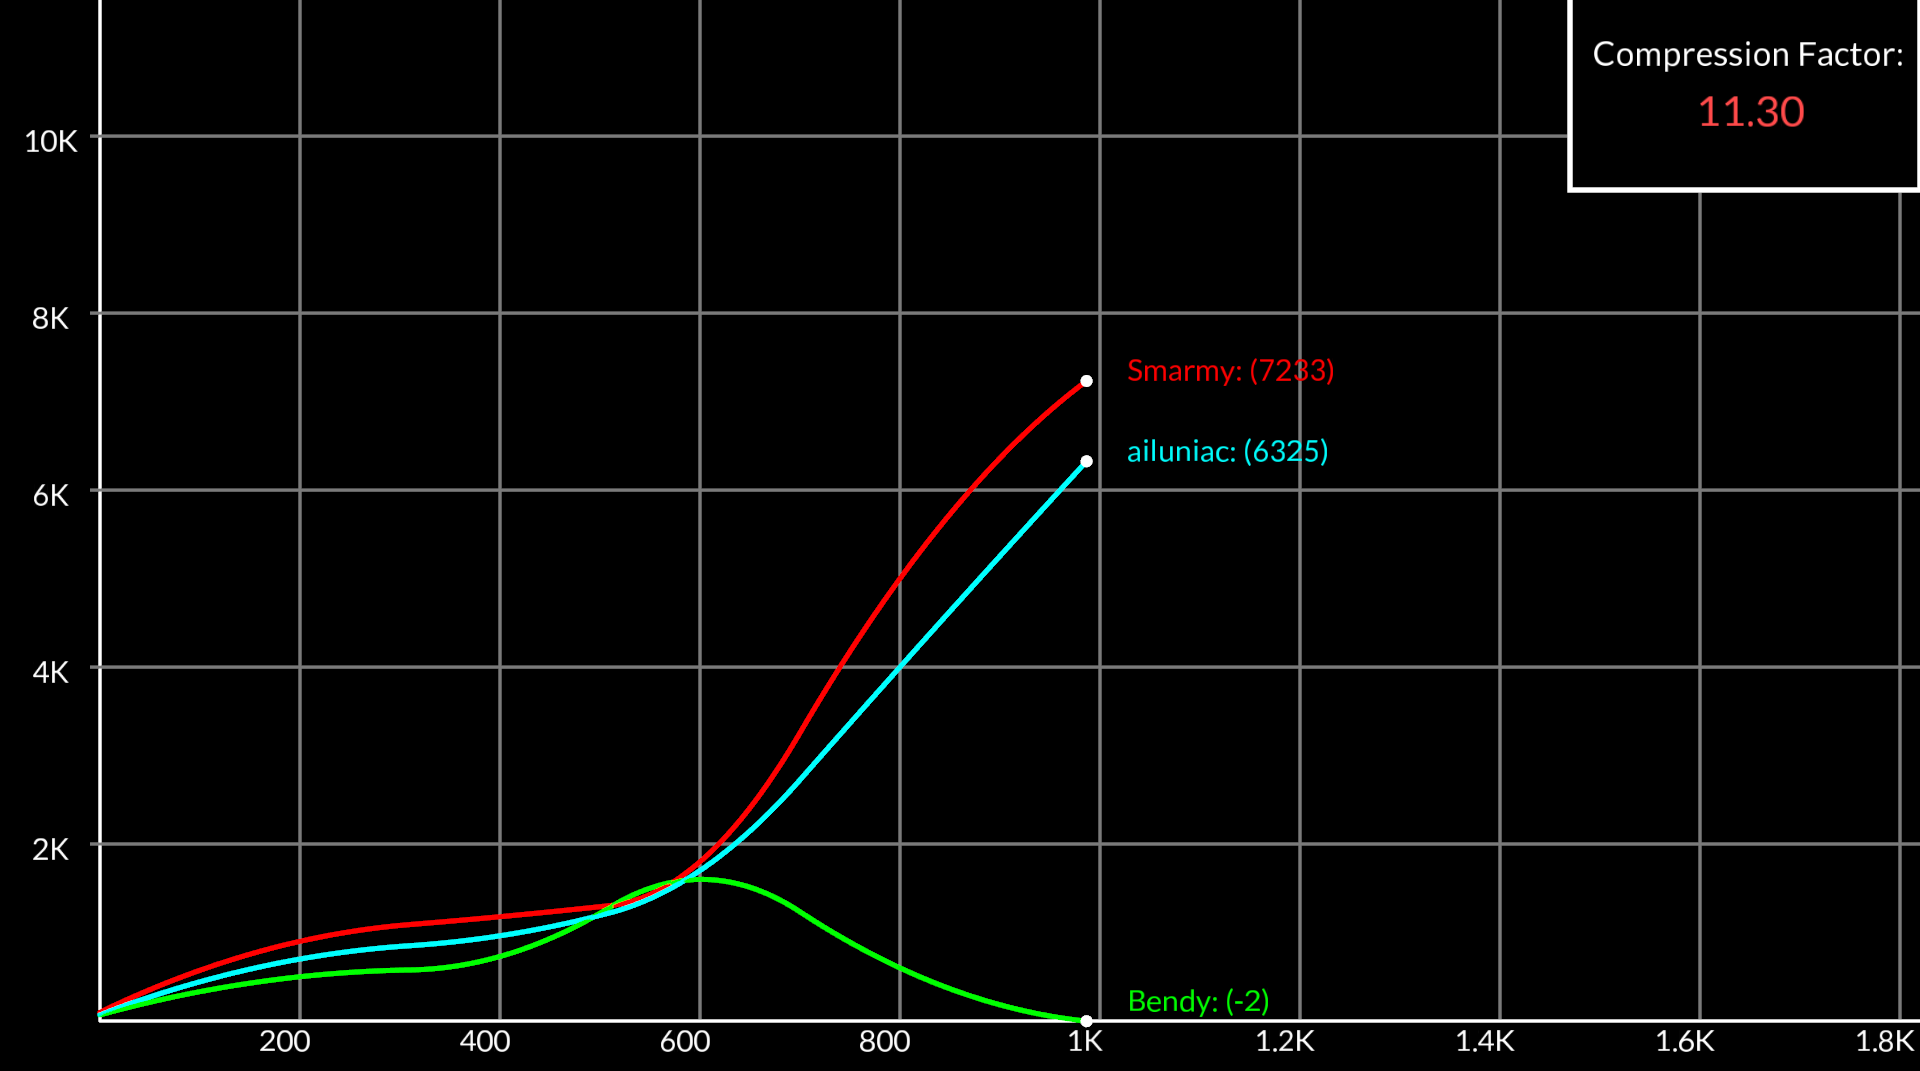 Compression Factor:
11.30
10K
8K
6K
4K
2K
Smarmy: (7233)
ailuniac: (6325)
Bendy: (-2)
200 400 600 800 1K 1.2K 1.4K 1.6K 1.8K